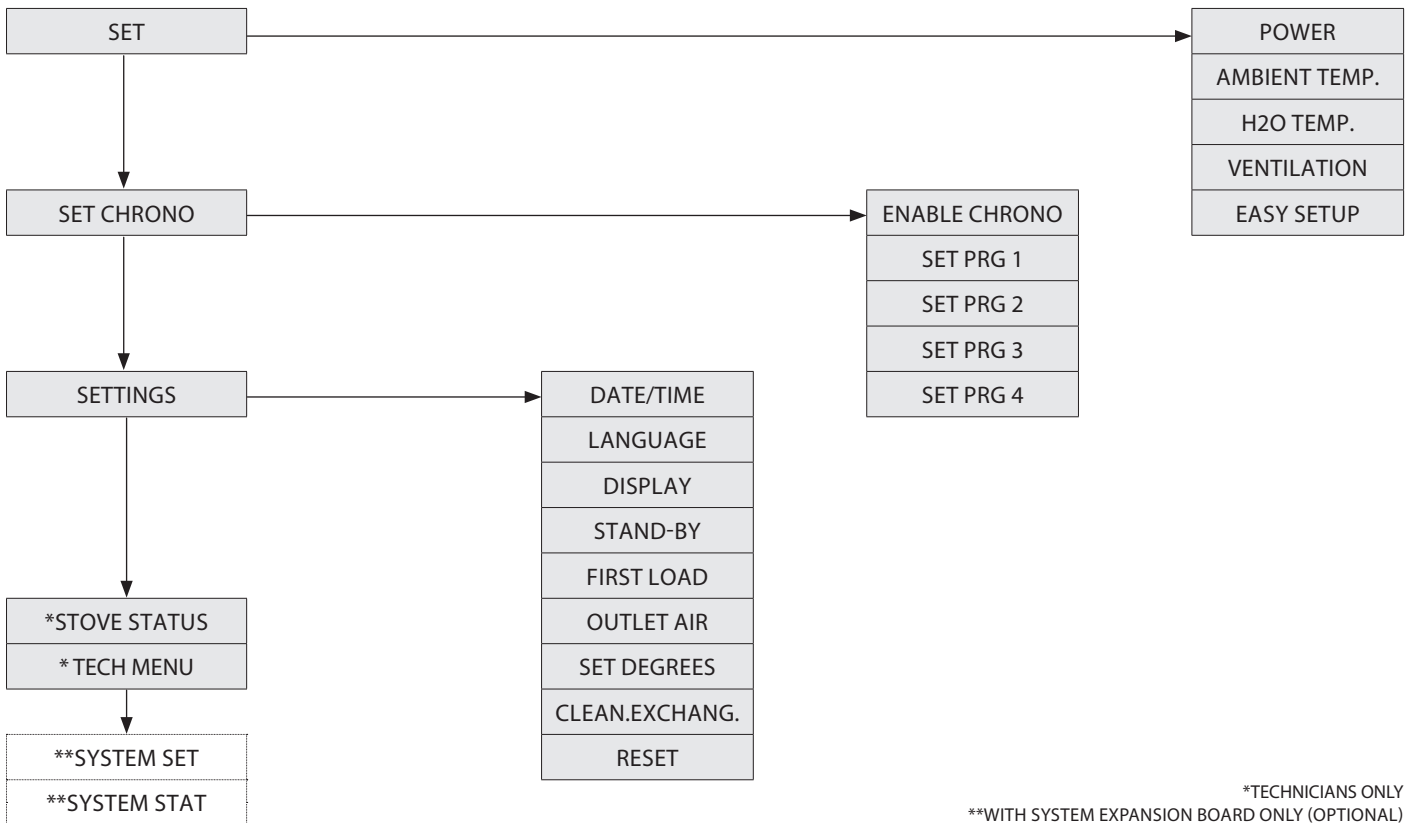 SET
POWER
AMBIENT TEMP.
H2O TEMP.
VENTILATION
EASY SETUP
SET CHRONO
ENABLE CHRONO
SET PRG 1
SET PRG 2
SET PRG 3
SET PRG 4
SETTINGS
DATE/TIME
LANGUAGE
DISPLAY
STAND-BY
FIRST LOAD
OUTLET AIR
SET DEGREES
CLEAN.EXCHANG.
RESET
*STOVE STATUS
* TECH MENU
**SYSTEM SET
**SYSTEM STAT
*TECHNICIANS ONLY
**WITH SYSTEM EXPANSION BOARD ONLY (OPTIONAL)